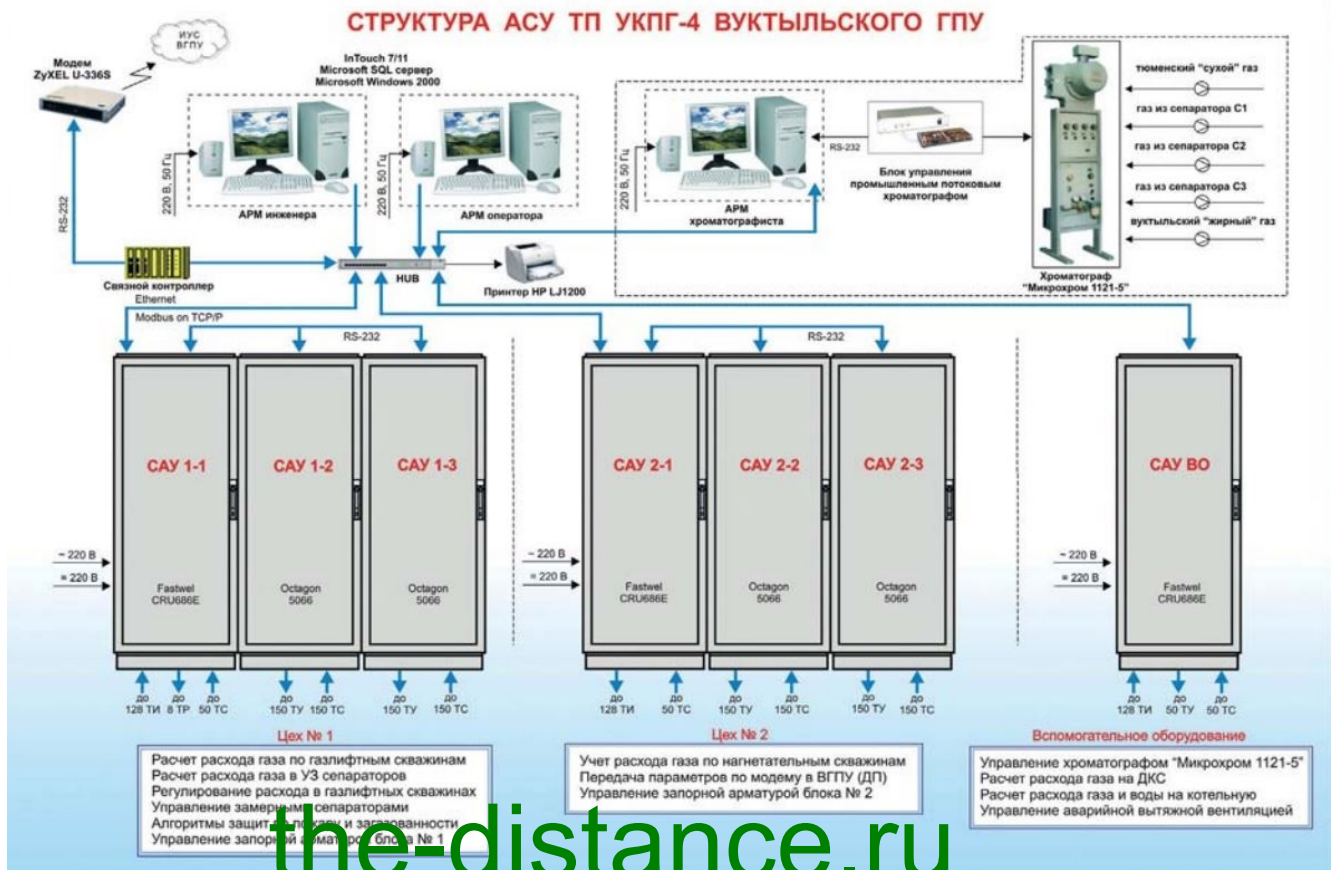 СТРУКТУРА АСУ ТП УКПГ-4 ВУКТЫЛЬСКОГО ГПУ
ИУС
ВГПУ
Модем
ZyXEL U-336S
InTouch 7/11
Microsoft SQL сервер
Microsoft Windows 2000
RS-232
220 В, 50 Гц
АРМ инженера
220 В, 50 Гц
АРМ оператора
220 В, 50 Гц
АРМ
хроматографиста
RS-232
Блок управления
промышленным потоковым
хроматографом
тюменский “сухой” газ
газ из сепаратора С1
газ из сепаратора С2
газ из сепаратора С3
вуктыльский “жирный” газ
Хроматограф
“Микрохром 1121-5”
Связной контроллер
HUB
Принтер HP LJ1200
Ethernet
Modbus on TCP/P
RS-232
RS-232
САУ 1-1
САУ 1-2
САУ 1-3
САУ 2-1
САУ 2-2
САУ 2-3
САУ ВО
~ 220 В
= 220 В
~ 220 В
= 220 В
~ 220 В
= 220 В
Fastwel
CRU686E
Octagon
5066
Octagon
5066
Fastwel
CRU686E
Octagon
5066
Octagon
5066
Fastwel
CRU686E
до
128 ТИ
до
8 ТР
до
50 ТС
до
150 ТУ
до
150 ТС
до
150 ТУ
до
150 ТС
до
128 ТИ
до
50 ТС
до
150 ТУ
до
150 ТС
до
150 ТУ
до
150 ТС
до
128 ТИ
до
50 ТУ
до
50 ТС
Цех № 1
Расчет расхода газа по газлифтным скважинам
Расчет расхода газа в УЗ сепараторов
Регулирование расхода в газлифтных скважинах
Управление замерными сепараторами
Алгоритмы защит по пожару и загазованности
Управление запорной арматурой блока № 1
Цех № 2
Учет расхода газа по нагнетательным скважинам
Передача параметров по модему в ВГПУ (ДП)
Управление запорной арматурой блока № 2
Вспомогательное оборудование
Управление хроматографом “Микрохром 1121-5”
Расчет расхода газа на ДКС
Расчет расхода газа и воды на котельную
Управление аварийной вытяжной вентиляцией
the-distance.ru